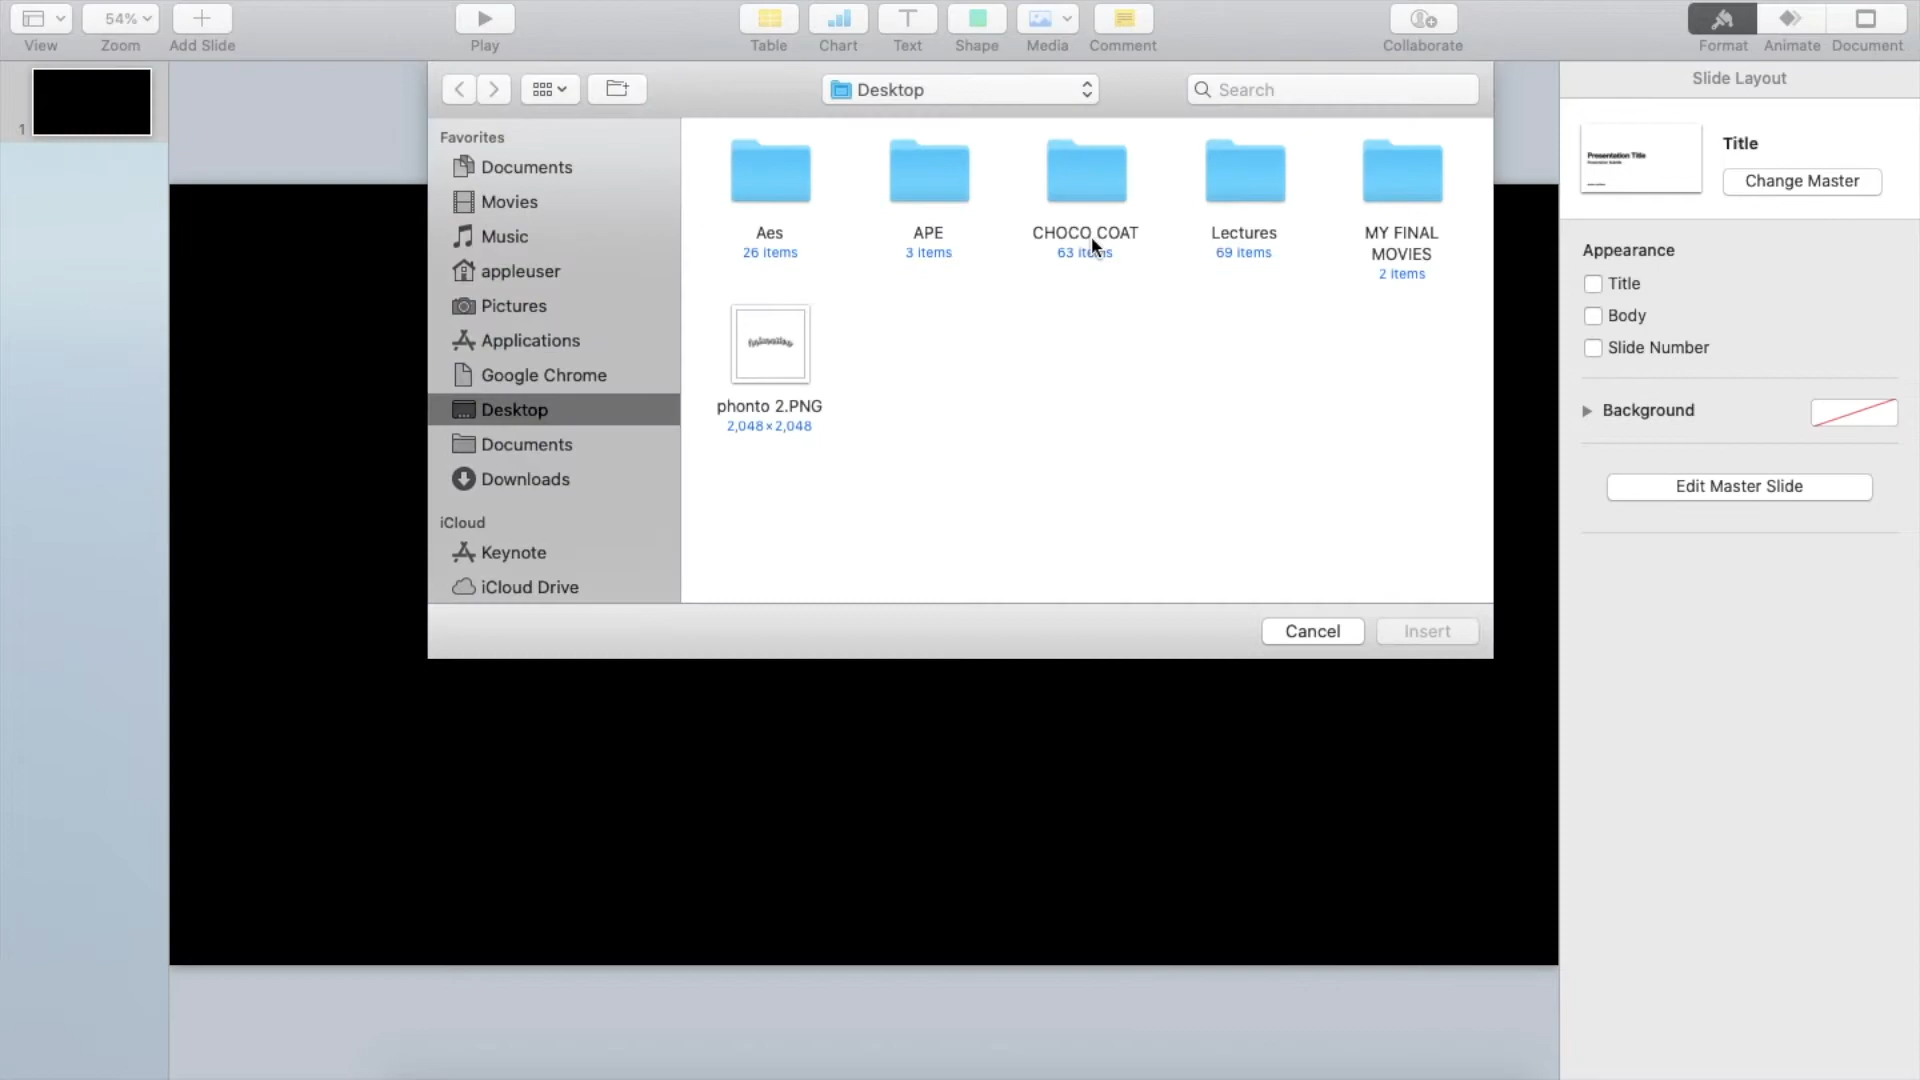 54%
View
Zoom
Add Slide
Play
Table
Chart
Text
Shape
Media
Comment
Collaborate
Format
Animate
Document
1
Desktop
Search
Favorites
Documents
Movies
Music
appleuser
Pictures
Applications
Google Chrome
Desktop
Documents
Downloads
iCloud
Keynote
iCloud Drive
Aes
26 items
APE
3 items
CHOCO COAT
63 items
Lectures
69 items
MY FINAL
MOVIES
2 items
phonto 2.PNG
2,048×2,048
Cancel
Insert
Slide Layout
Presentation Title
Title
Change Master
Appearance
Title
Body
Slide Number
Background
Edit Master Slide